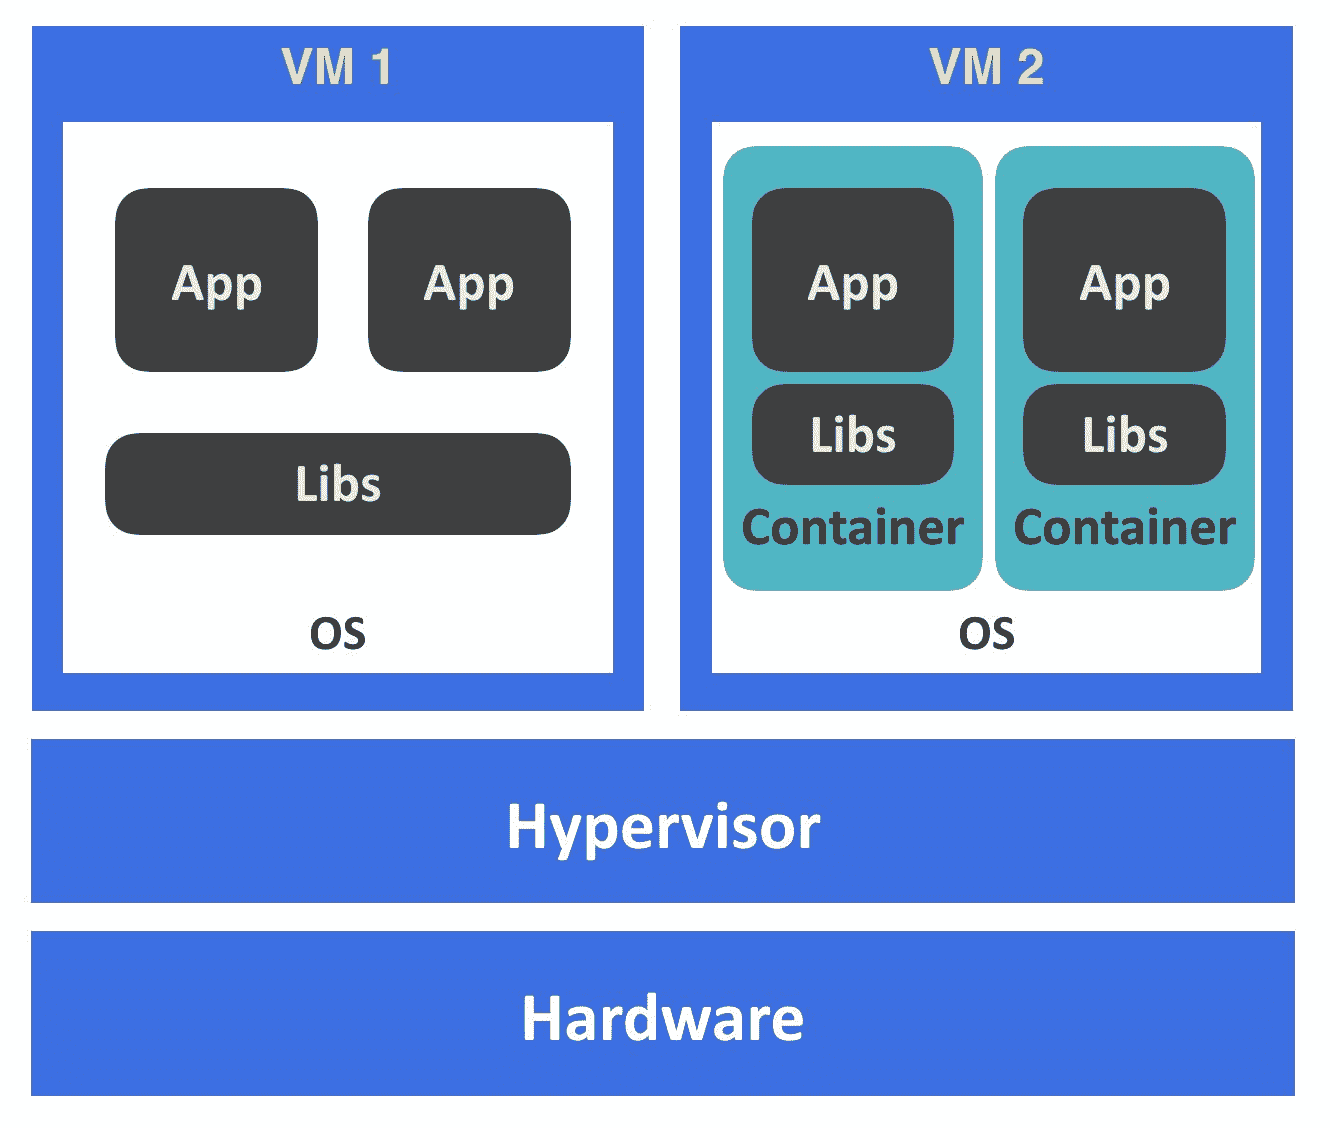 VM 1
App
App
Libs
OS
VM 2
App
App
Libs
Libs
Container
Container
OS
Hypervisor
Hardware